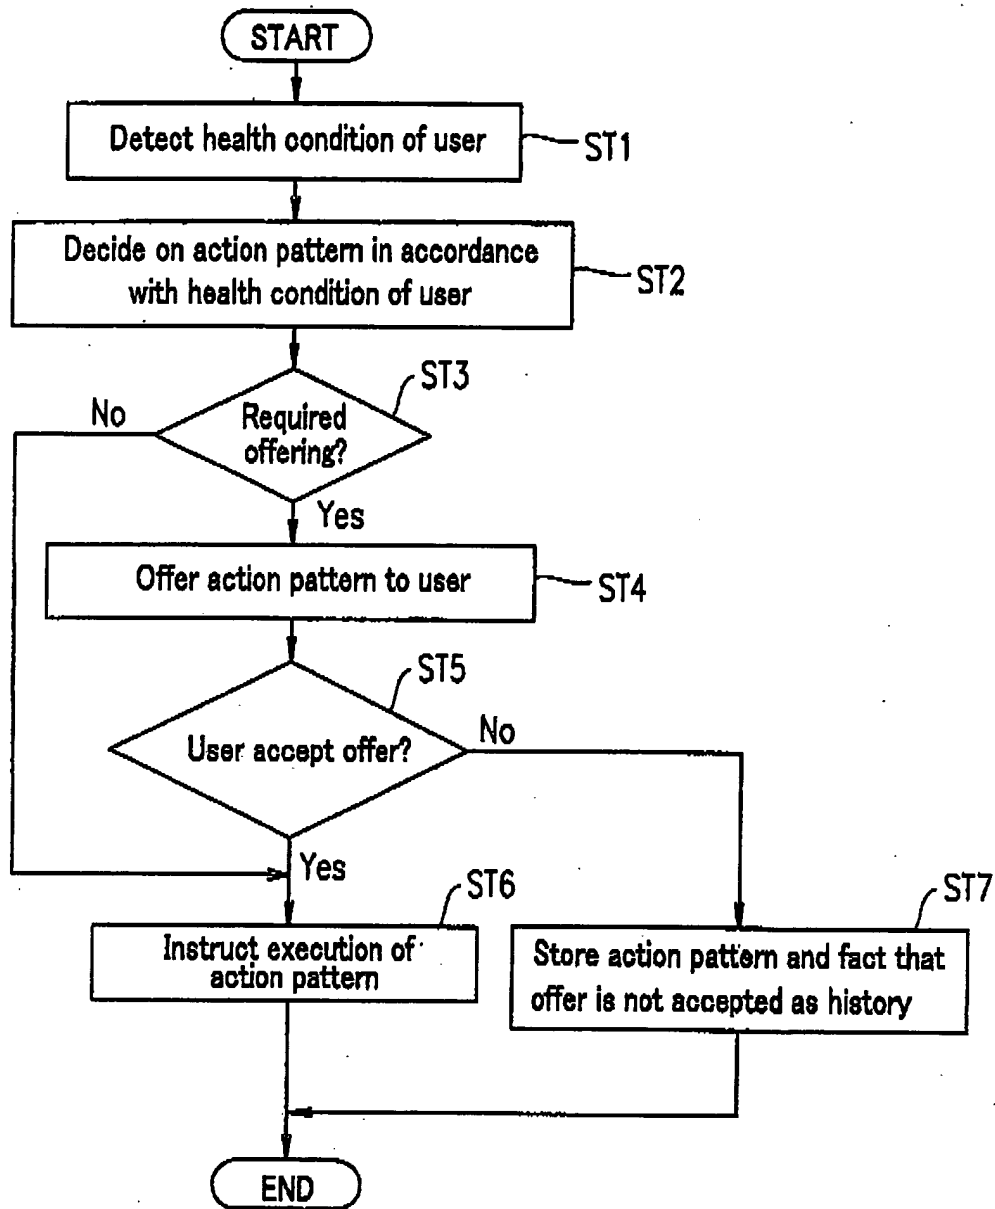 START
Detect health condition of user
ST1
Decide on action pattern in accordance
with health condition of user
ST2
ST3
Required
offering?
No
Yes
Offer action pattern to user
ST4
ST5
User accept offer?
No
Yes
ST6
Instruct execution of
action pattern
ST7
Store action pattern and fact that
offer is not accepted as history
END